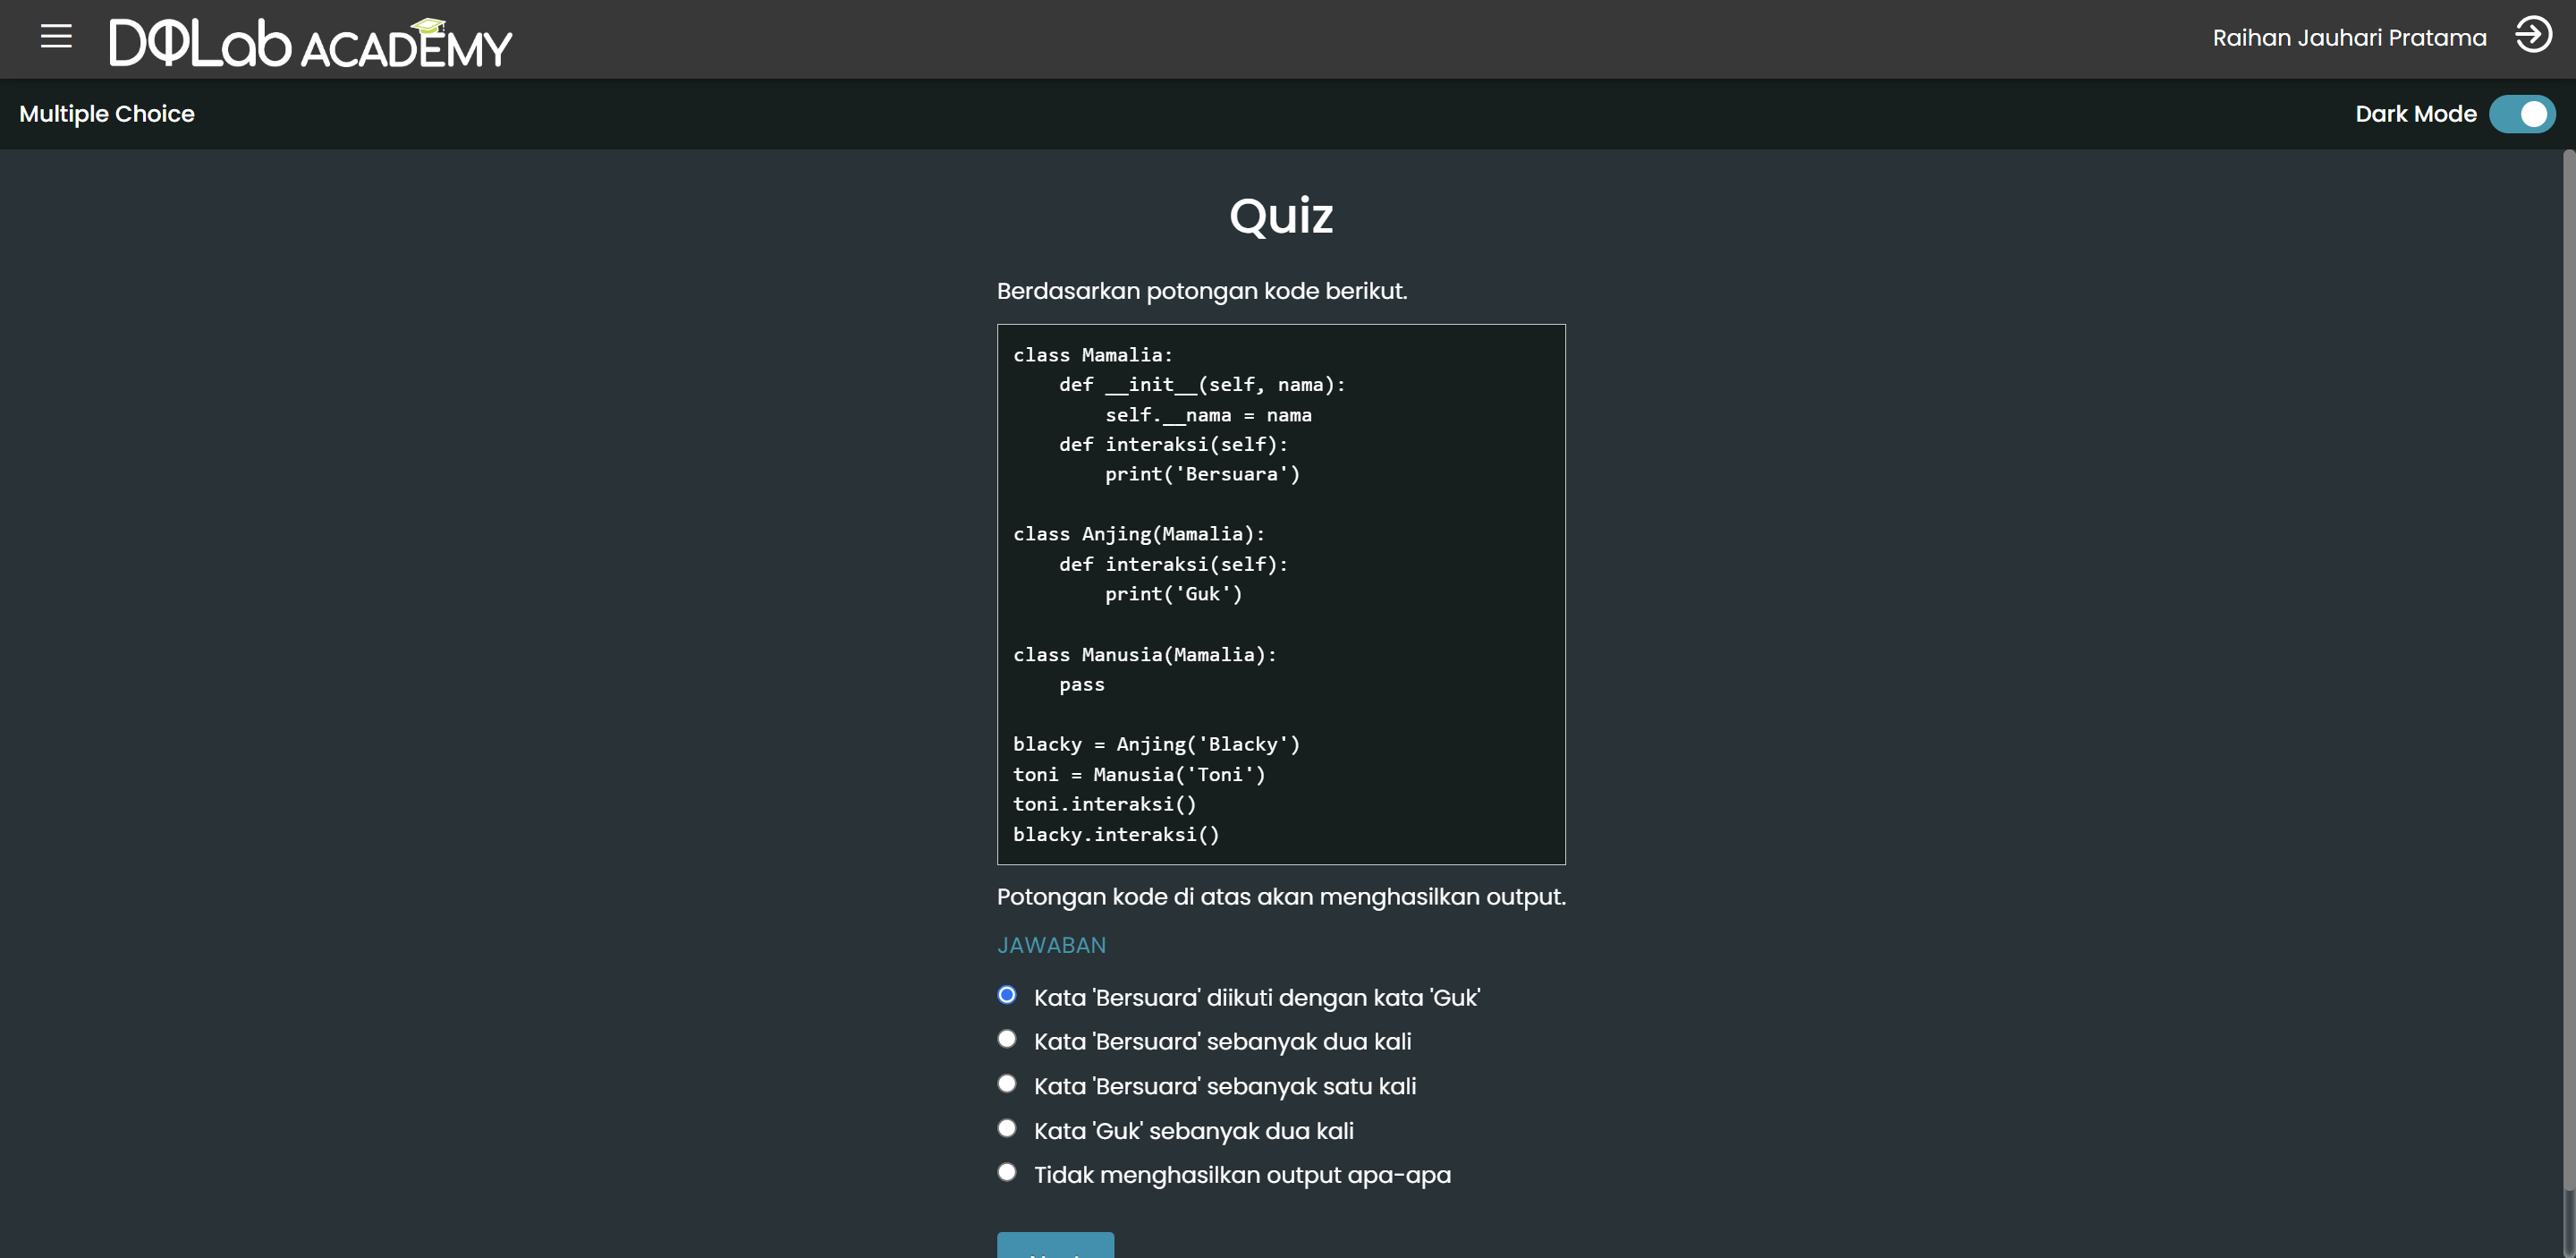 DQLab ACADEMY
Raihan Jauhari Pratama
Multiple Choice
Dark Mode
Quiz
Berdasarkan potongan kode berikut.
class Mamalia:
    def __init__(self, nama):
        self.__nama = nama
    def interaksi(self):
        print('Bersuara')
class Anjing(Mamalia):
    def interaksi(self):
        print('Guk')
class Manusia(Mamalia):
    pass
blacky = Anjing('Blacky')
toni = Manusia('Toni')
toni.interaksi()
blacky.interaksi()
Potongan kode di atas akan menghasilkan output.
JAWABAN
Kata 'Bersuara' diikuti dengan kata 'Guk'
Kata 'Bersuara' sebanyak dua kali
Kata 'Bersuara' sebanyak satu kali
Kata 'Guk' sebanyak dua kali
Tidak menghasilkan output apa-apa